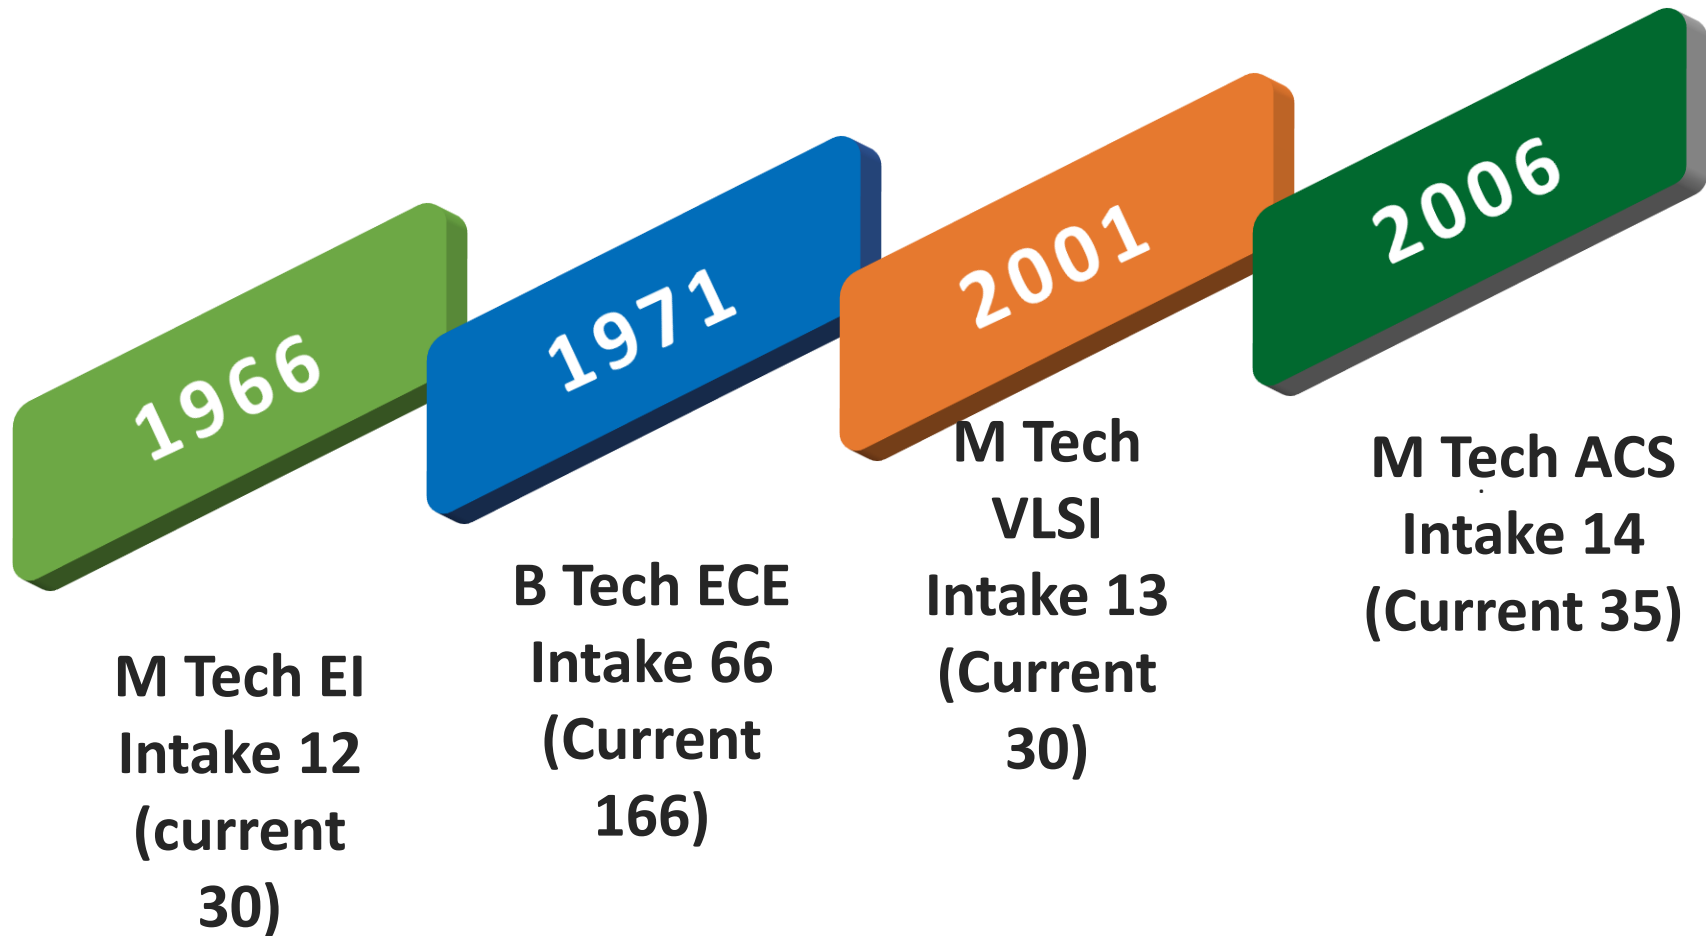 1966
M Tech EI
Intake 12
(current
30)
1971
B Tech ECE
Intake 66
(Current
166)
2001
M Tech
VLSI
Intake 13
(Current
30)
2006
M Tech ACS
Intake 14
(Current 35)